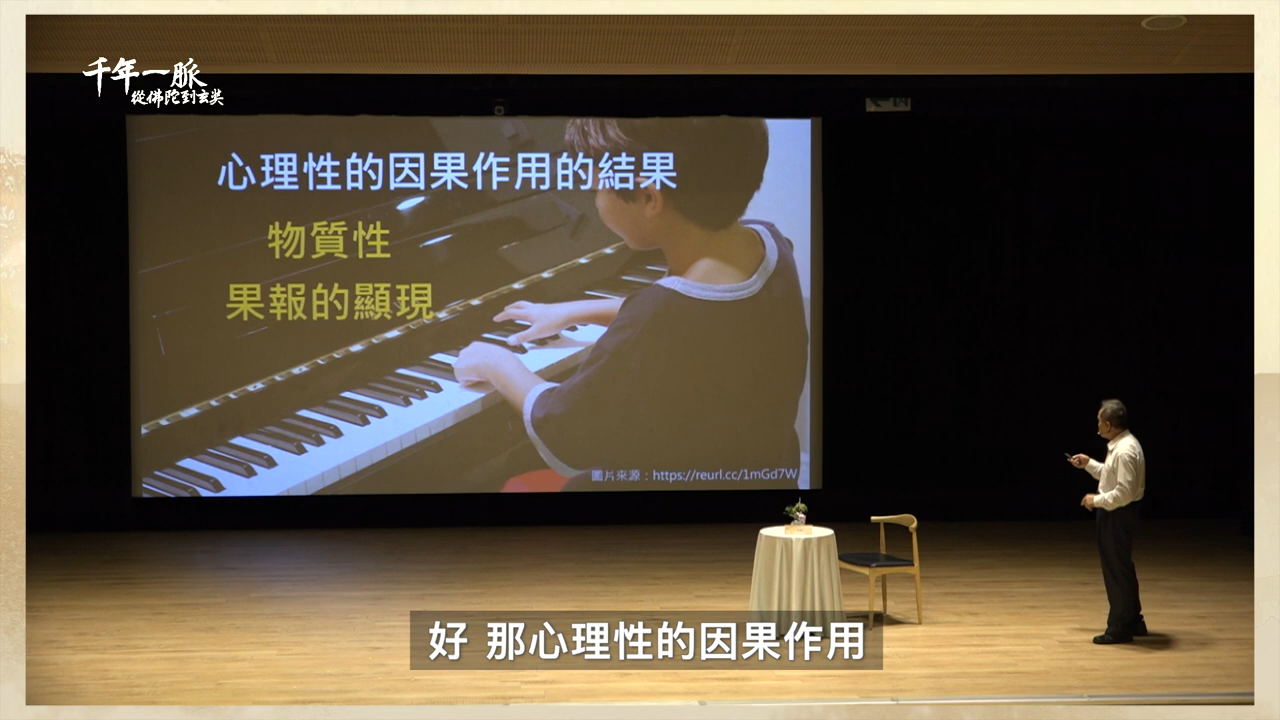 千年一脈
從佛陀到玄奘
心理性的因果作用的結果
物質性
果報的顯現
圖片來源：https://reurl.cc/1mGd7W
好 那心理性的因果作用